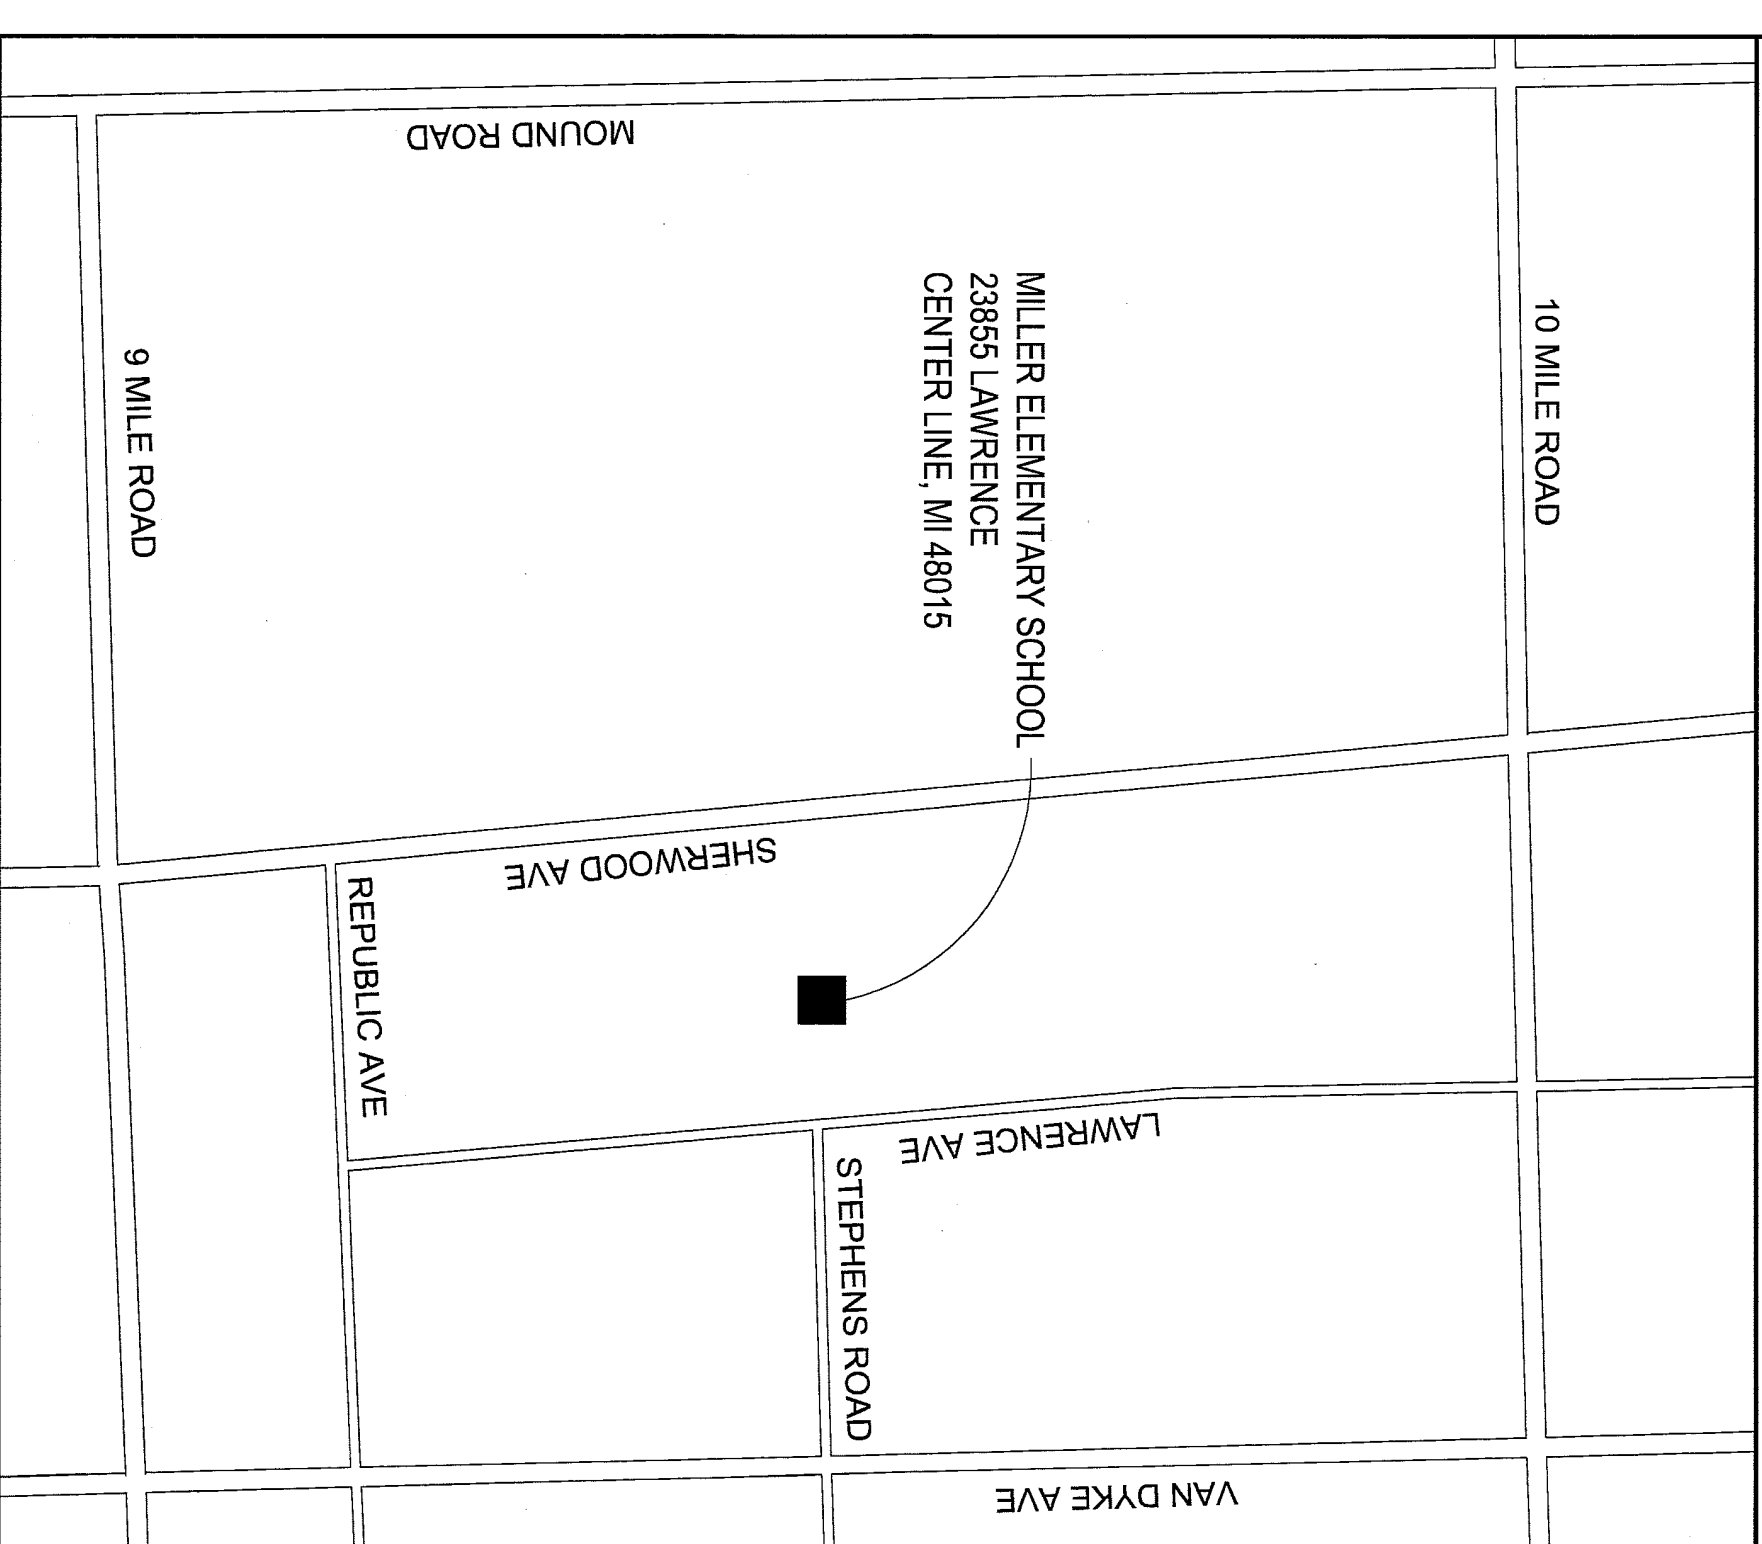 MOUND ROAD
10 MILE ROAD
MILLER ELEMENTARY SCHOOL
23855 LAWRENCE
CENTER LINE, MI 48015
9 MILE ROAD
SHERWOOD AVE
REPUBLIC AVE
LAWRENCE AVE
STEPHENS ROAD
VAN DYKE AVE